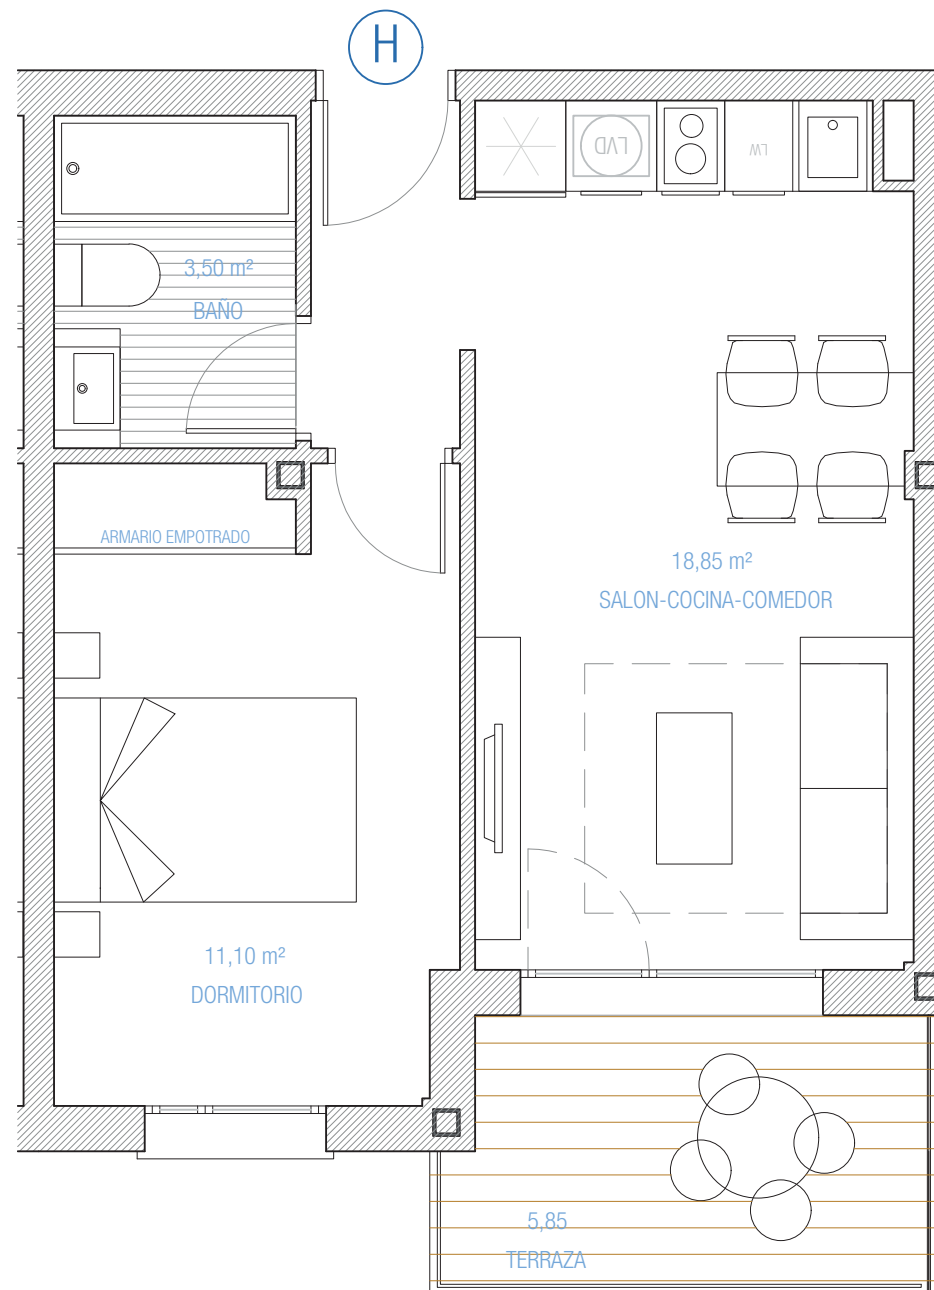 H
LVD
LW
3,50 m²
BAÑO
ARMARIO EMPOTRADO
18,85 m²
SALON-COCINA-COMEDOR
11,10 m²
DORMITORIO
5,85
TERRAZA